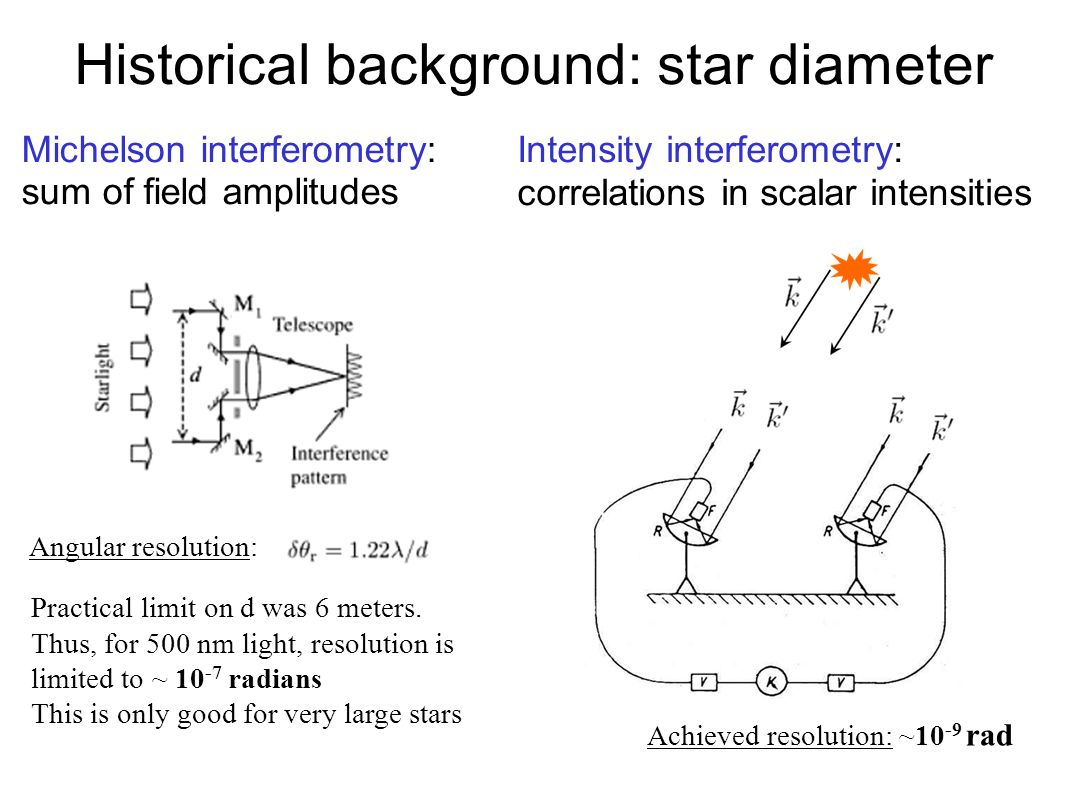 Historical background: star diameter
Michelson interferometry:
sum of field amplitudes
Intensity interferometry:
correlations in scalar intensities
Starlight
M₁
Telescope
d
M₂
Interference
pattern
Angular resolution: δθr = 1.22λ/d
Practical limit on d was 6 meters.
Thus, for 500 nm light, resolution is
limited to ~ 10⁻⁷ radians
This is only good for very large stars
k⃗
k⃗′
k⃗ k⃗′ k⃗ k⃗′
F F
R R
V K V
Achieved resolution: ~10⁻⁹ rad